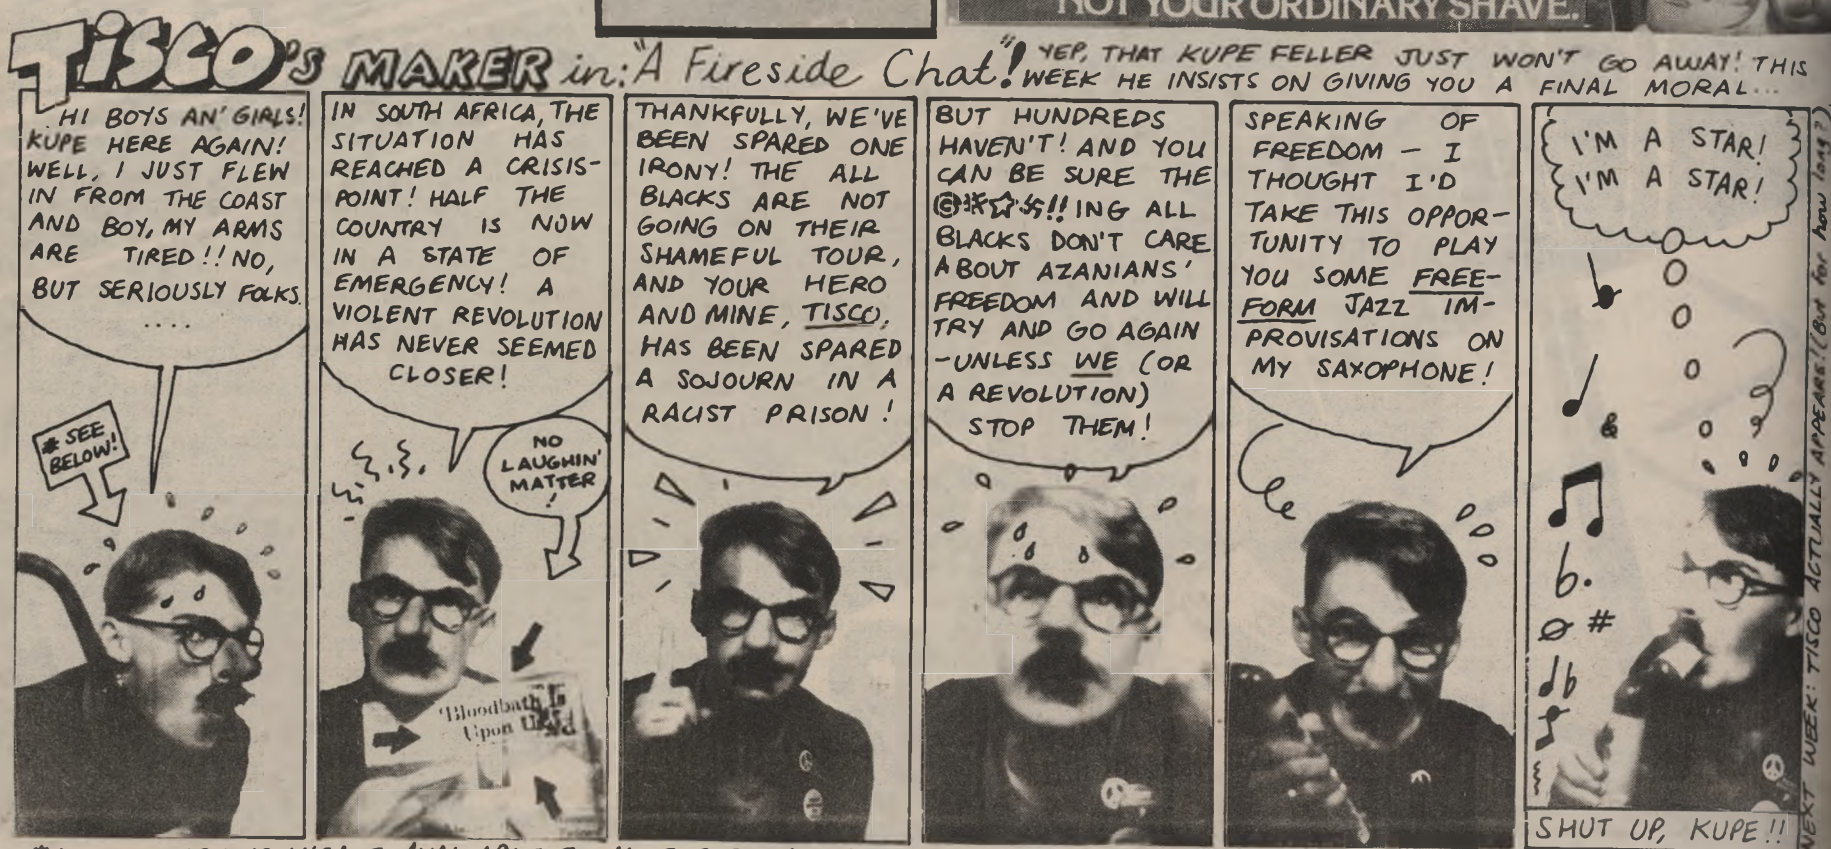 NOT YOUR ORDINARY SHAVE.
TISCO'S MAKER in: "A Fireside Chat"! YEP, THAT KUPE FELLER JUST WON'T GO AWAY! THIS
WEEK HE INSISTS ON GIVING YOU A FINAL MORAL...
HI BOYS AN' GIRLS!
KUPE HERE AGAIN!
WELL, I JUST FLEW
IN FROM THE COAST
AND BOY, MY ARMS
ARE TIRED!! NO,
BUT SERIOUSLY FOLKS.
....
* SEE
BELOW!
IN SOUTH AFRICA, THE
SITUATION HAS
REACHED A CRISIS-
POINT! HALF THE
COUNTRY IS NOW
IN A STATE OF
EMERGENCY! A
VIOLENT REVOLUTION
HAS NEVER SEEMED
CLOSER!
NO
LAUGHIN'
MATTER
!
'Bloodbath Is
Upon Us'
THANKFULLY, WE'VE
BEEN SPARED ONE
IRONY! THE ALL
BLACKS ARE NOT
GOING ON THEIR
SHAMEFUL TOUR,
AND YOUR HERO
AND MINE, TISCO,
HAS BEEN SPARED
A SOJOURN IN A
RACIST PRISON!
BUT HUNDREDS
HAVEN'T! AND YOU
CAN BE SURE THE
@!*☆卐!! ING ALL
BLACKS DON'T CARE
ABOUT AZANIANS'
FREEDOM AND WILL
TRY AND GO AGAIN
-UNLESS WE (OR
A REVOLUTION)
STOP THEM!
SPEAKING OF
FREEDOM - I
THOUGHT I'D
TAKE THIS OPPOR-
TUNITY TO PLAY
YOU SOME FREE-
FORM JAZZ IM-
PROVISATIONS ON
MY SAXOPHONE!
I'M A STAR!
I'M A STAR!
&
#
SHUT UP, KUPE!!
NEXT WEEK: TISCO ACTUALLY APPEARS! (But for how long?)